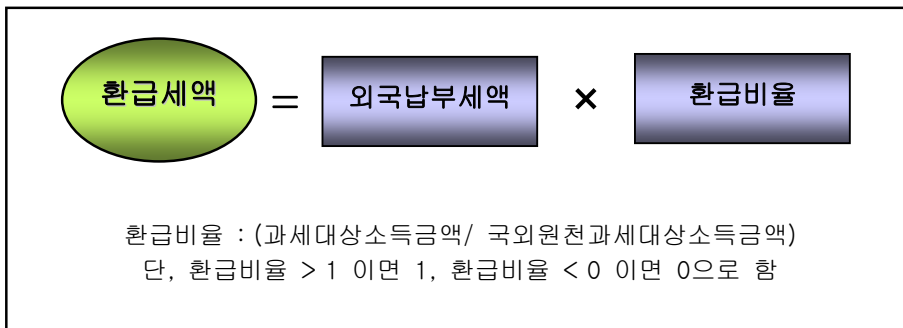 환급세액 = 외국납부세액 × 환급비율
환급비율 : (과세대상소득금액/ 국외원천과세대상소득금액)
단, 환급비율 > 1 이면 1, 환급비율 < 0 이면 0으로 함